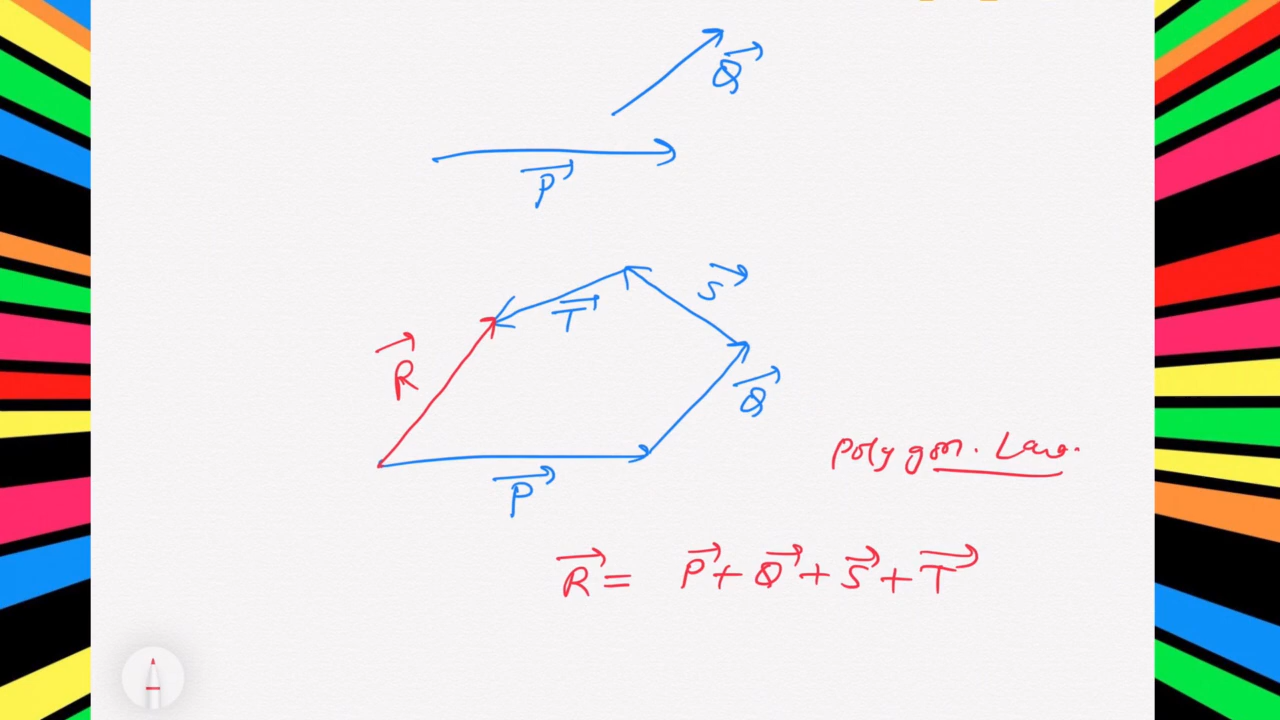 Q⃗
P⃗
S⃗
T⃗
R⃗
Q⃗
P⃗
polygon. Law.
R⃗ = P⃗ + Q⃗ + S⃗ + T⃗